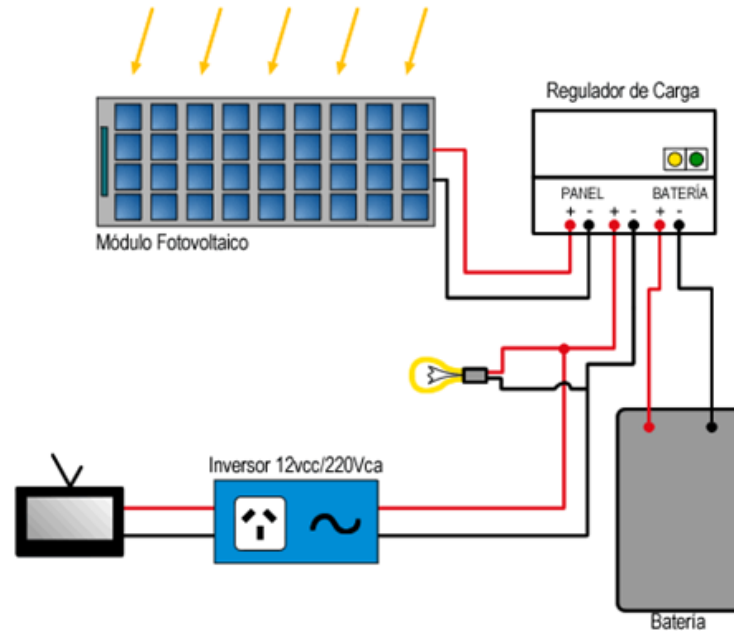 Regulador de Carga
PANEL BATERÍA
+ - + - + -
Módulo Fotovoltaico
Inversor 12vcc/220Vca
Batería